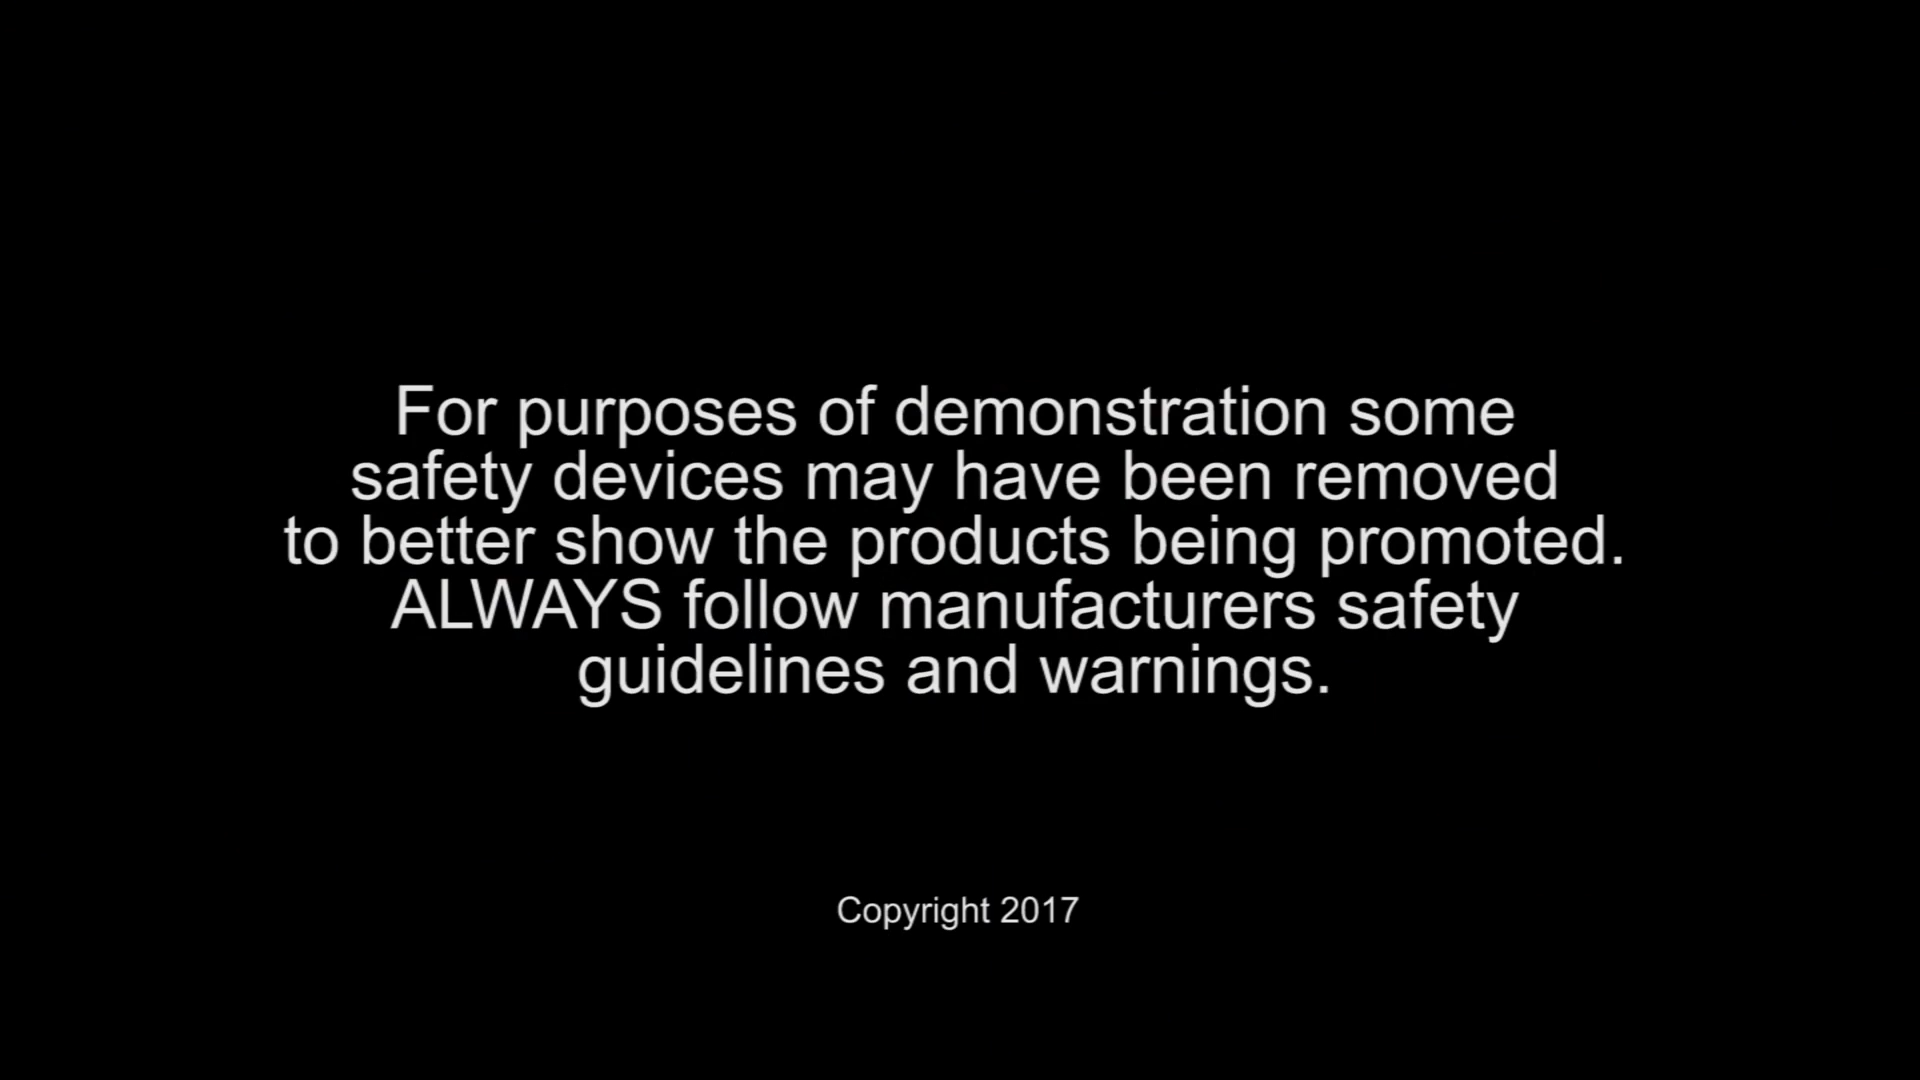 For purposes of demonstration some
safety devices may have been removed
to better show the products being promoted.
ALWAYS follow manufacturers safety
guidelines and warnings.
Copyright 2017